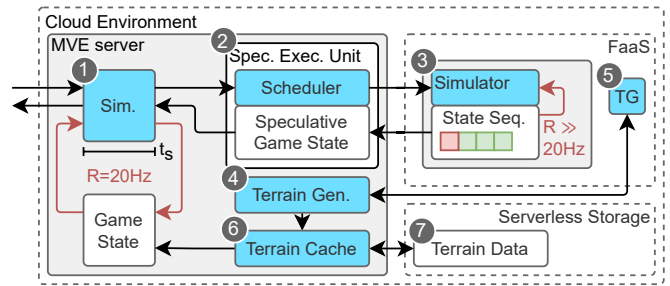 Cloud Environment
MVE server
1
Sim.
tS
R=20Hz
Game
State
2
Spec. Exec. Unit
Scheduler
Speculative
Game State
4
Terrain Gen.
6
Terrain Cache
FaaS
3
Simulator
State Seq.
R ≫
20Hz
5
TG
Serverless Storage
7
Terrain Data